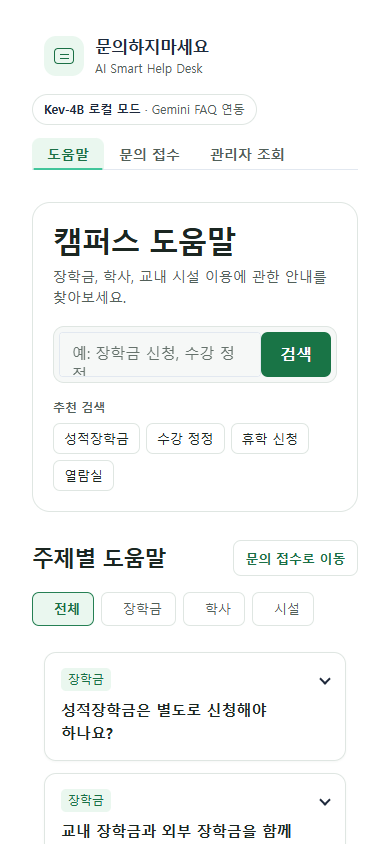 문의하지마세요
AI Smart Help Desk
Kev-4B 로컬 모드 · Gemini FAQ 연동
도움말 문의 접수 관리자 조회
캠퍼스 도움말
장학금, 학사, 교내 시설 이용에 관한 안내를
찾아보세요.
예: 장학금 신청, 수강 정
정
검색
추천 검색
성적장학금 수강 정정 휴학 신청
열람실
주제별 도움말
문의 접수로 이동
전체 장학금 학사 시설
장학금
성적장학금은 별도로 신청해야
하나요?
장학금
교내 장학금과 외부 장학금을 함께